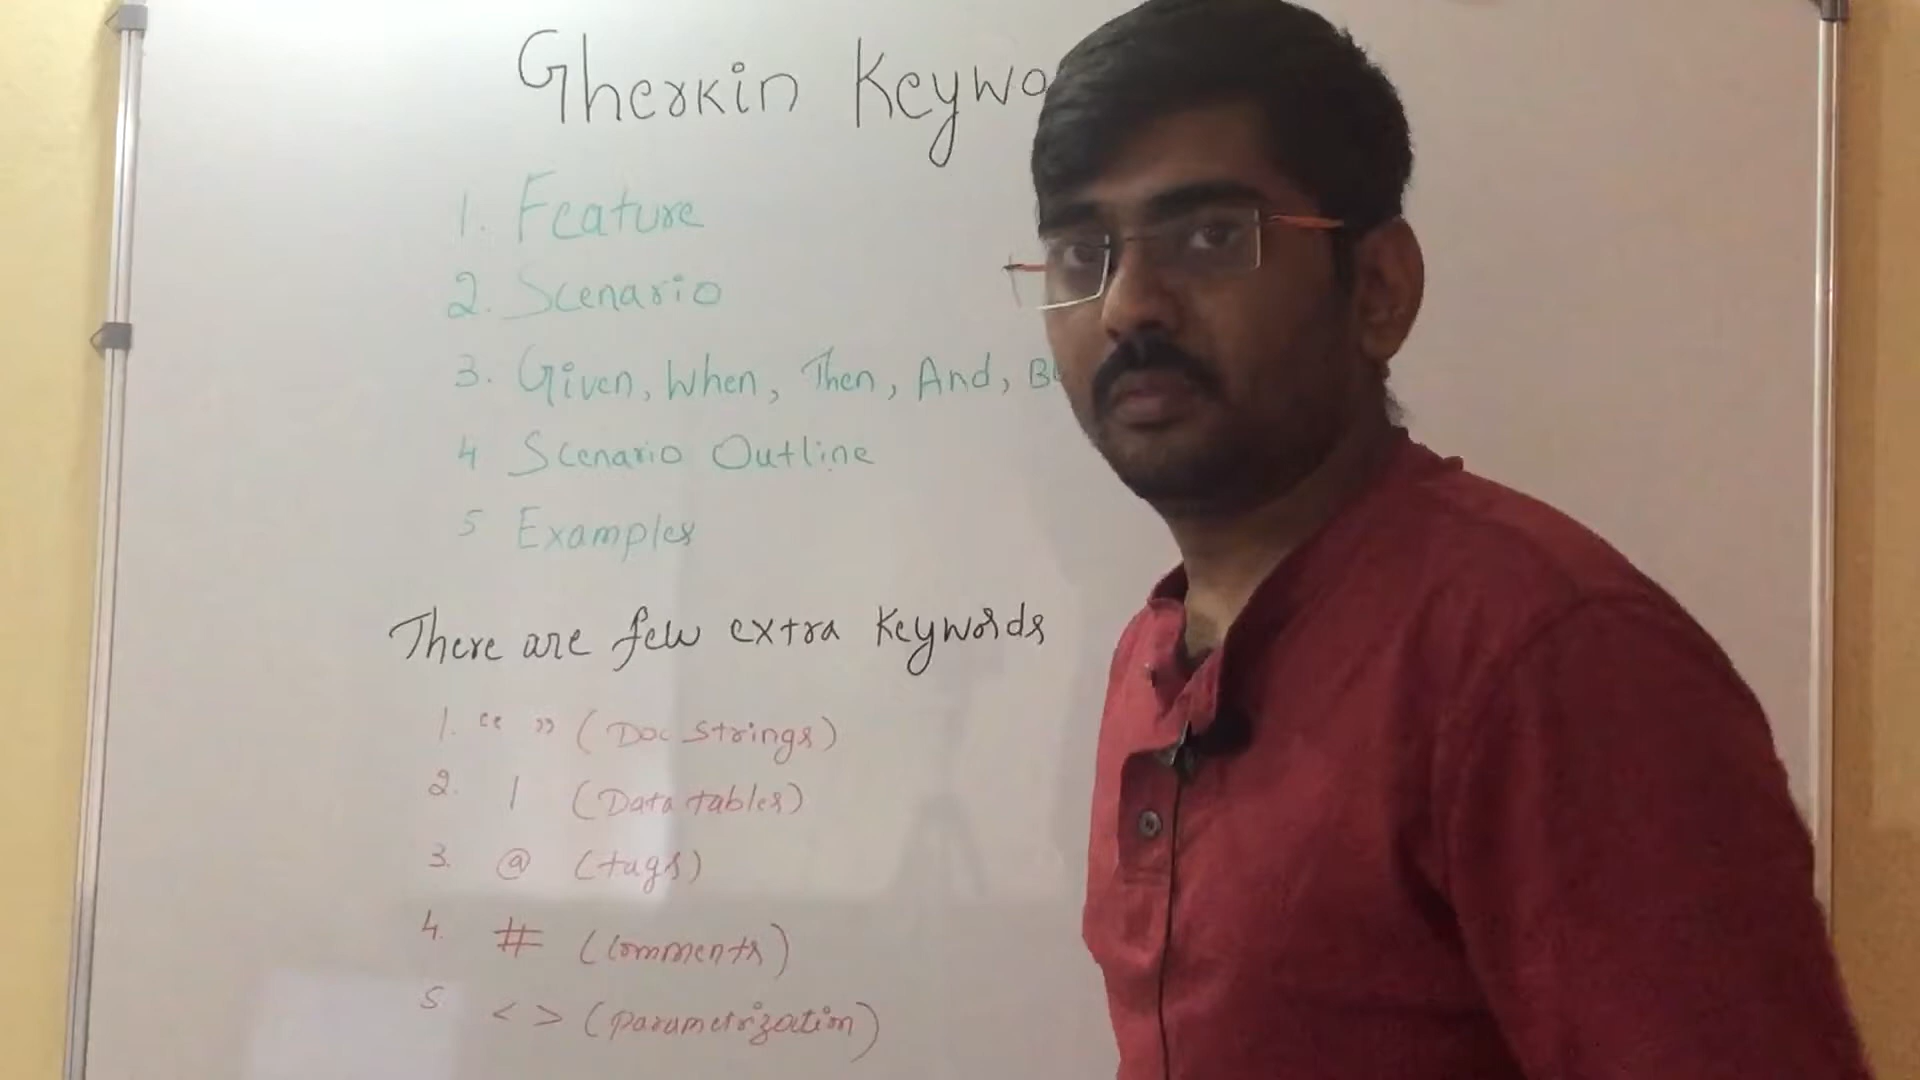 Gherkin Keywo
1. Feature
2. Scenario
3. Given, When, Then, And, Bu
4 Scenario Outline
5 Examples
There are few extra Keywords
1. “ ” (Doc Strings)
2. | (Data tables)
3. @ (tags)
4. # (comments)
5 < > (parametrization)